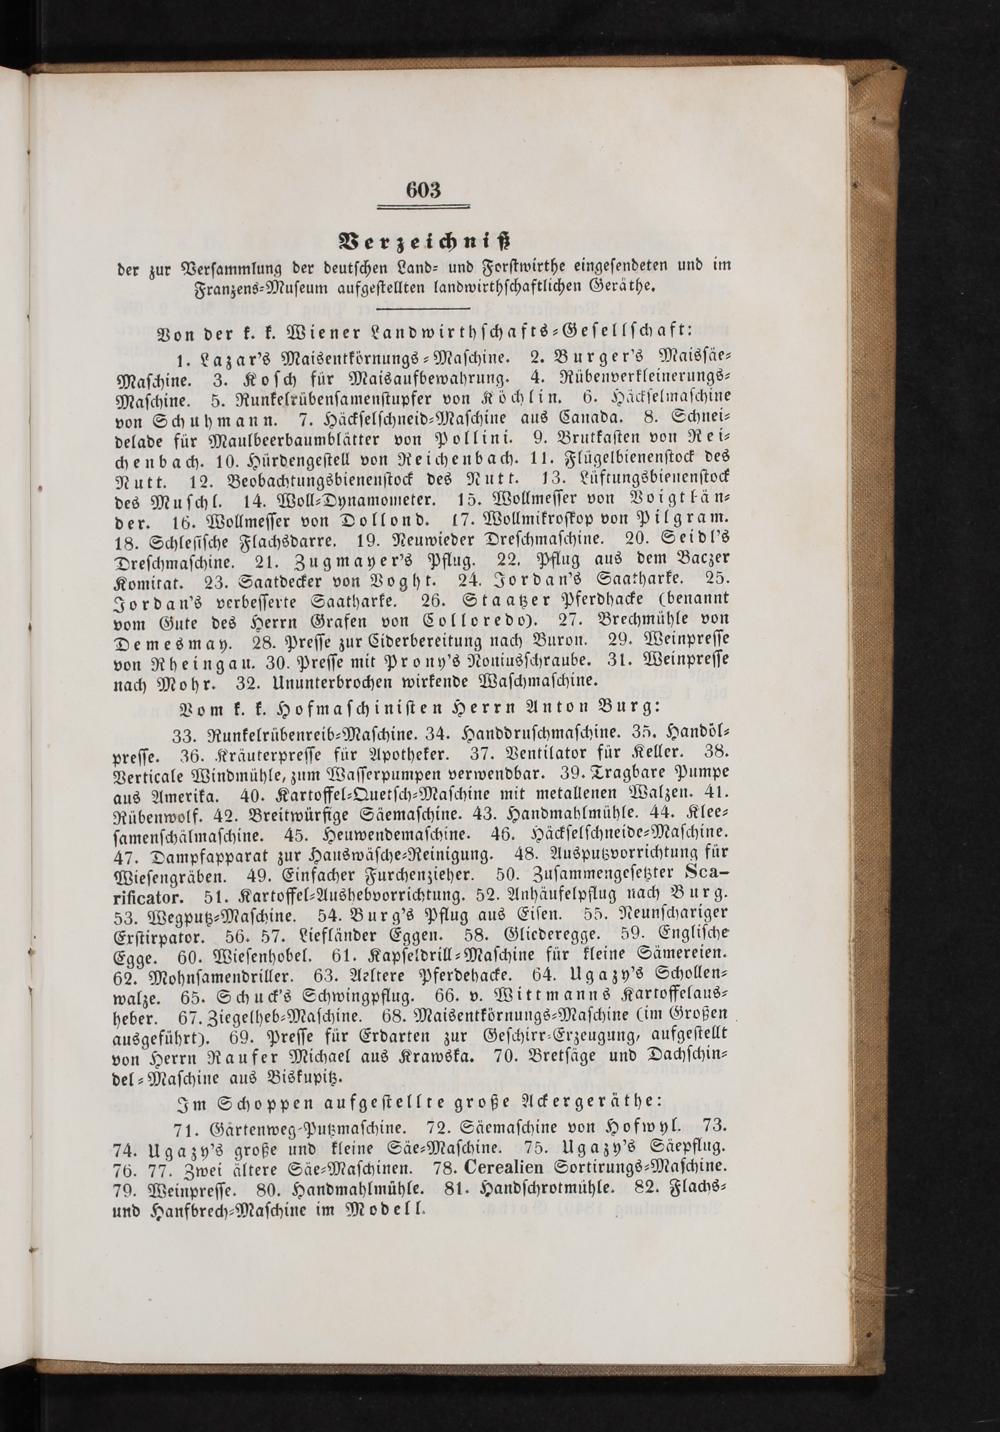 603
Verzeichniß
der zur Versammlung der deutschen Land- und Forstwirthe eingesendeten und im
Franzens-Museum aufgestellten landwirthschaftlichen Geräthe.
Von der k. k. Wiener Landwirthschafts-Gesellschaft:
1. Lazar's Maisentkörnungs-Maschine. 2. Burger's Maissäe-
Maschine. 3. Kosch für Maisaufbewahrung. 4. Rübenverkleinerungs-
Maschine. 5. Runkelrübensamenstupfer von Köchlin. 6. Häckselmaschine
von Schuhmann. 7. Häckselschneid-Maschine aus Canada. 8. Schnei-
delade für Maulbeerbaumblätter von Pollini. 9. Brutkasten von Rei-
chenbach. 10. Hürdengestell von Reichenbach. 11. Flügelbienenstock des
Nutt. 12. Beobachtungsbienenstock des Nutt. 13. Lüftungsbienenstock
des Muschl. 14. Woll-Dynamometer. 15. Wollmesser von Voigtlän-
der. 16. Wollmesser von Dollond. 17. Wollmikroskop von Pilgram.
18. Schlesische Flachsdarre. 19. Neuwieder Dreschmaschine. 20. Seidl's
Dreschmaschine. 21. Zugmayer's Pflug. 22. Pflug aus dem Baczer
Komitat. 23. Saatdecker von Voght. 24. Jordan's Saatharke. 25.
Jordan's verbesserte Saatharke. 26. Staatzer Pferdhacke (benannt
vom Gute des Herrn Grafen von Colloredo). 27. Brechmühle von
Demesmay. 28. Presse zur Ciderbereitung nach Buron. 29. Weinpresse
von Rheingau. 30. Presse mit Prony's Noniusschraube. 31. Weinpresse
nach Mohr. 32. Ununterbrochen wirkende Waschmaschine.
Vom k. k. Hofmaschinisten Herrn Anton Burg:
33. Runkelrübenreib-Maschine. 34. Handdruschmaschine. 35. Handöl-
presse. 36. Kräuterpresse für Apotheker. 37. Ventilator für Keller. 38.
Verticale Windmühle, zum Wasserpumpen verwendbar. 39. Tragbare Pumpe
aus Amerika. 40. Kartoffel-Quetsch-Maschine mit metallenen Walzen. 41.
Rübenwolf. 42. Breitwürfige Säemaschine. 43. Handmahlmühle. 44. Klee-
samenschälmaschine. 45. Heuwendemaschine. 46. Häckselschneide-Maschine.
47. Dampfapparat zur Hauswäsche-Reinigung. 48. Ausputzvorrichtung für
Wiesengräben. 49. Einfacher Furchenzieher. 50. Zusammengesetzter Sca-
rificator. 51. Kartoffel-Aushebvorrichtung. 52. Anhäufelpflug nach Burg.
53. Wegputz-Maschine. 54. Burg's Pflug aus Eisen. 55. Neunschariger
Erstirpator. 56. 57. Liefländer Eggen. 58. Gliederegge. 59. Englische
Egge. 60. Wiesenhobel. 61. Kapseldrill-Maschine für kleine Sämereien.
62. Mohnsamendriller. 63. Aeltere Pferdehacke. 64. Ugazy's Schollen-
walze. 65. Schuck's Schwingpflug. 66. v. Wittmanns Kartoffelaus-
heber. 67. Ziegelheb-Maschine. 68. Maisentkörnungs-Maschine (im Großen
ausgeführt). 69. Presse für Erdarten zur Geschirr-Erzeugung, aufgestellt
von Herrn Raufer Michael aus Krawska. 70. Bretsäge und Dachschin-
del-Maschine aus Biskupitz.
Im Schoppen aufgestellte große Ackergeräthe:
71. Gärtenweg-Putzmaschine. 72. Säemaschine von Hofwyl. 73.
74. Ugazy's große und kleine Säe-Maschine. 75. Ugazy's Säepflug.
76. 77. Zwei ältere Säe-Maschinen. 78. Cerealien Sortirungs-Maschine.
79. Weinpresse. 80. Handmahlmühle. 81. Handschrotmühle. 82. Flachs-
und Hanfbrech-Maschine im Modell.